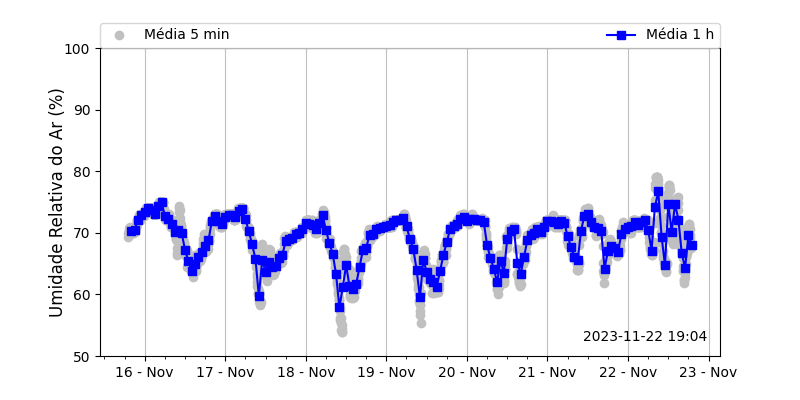 Média 5 min Média 1 h
100
90
80
70
60
50
Umidade Relativa do Ar (%)
2023-11-22 19:04
16 - Nov 17 - Nov 18 - Nov 19 - Nov 20 - Nov 21 - Nov 22 - Nov 23 - Nov